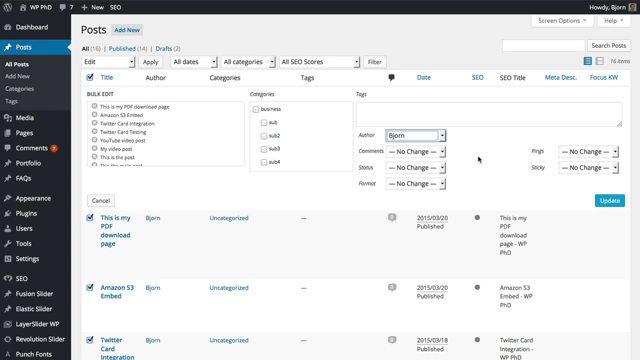 WP PhD 7 + New SEO Howdy, Bjorn
Dashboard
Posts
All Posts
Add New
Categories
Tags
Media
Pages
Comments 7
Portfolio
FAQs
Appearance
Plugins
Users
Tools
Settings
SEO
Fusion Slider
Elastic Slider
LayerSlider WP
Revolution Slider
Punch Fonts
Screen Options Help
Posts Add New
All (16) | Published (14) | Drafts (2)
Search Posts
Edit Apply All dates All categories All SEO Scores Filter
16 items
Title Author Categories Tags Date SEO SEO Title Meta Desc. Focus KW
BULK EDIT
This is my PDF download page
Amazon S3 Embed
Twitter Card Integration
Twitter Card Testing
YouTube video post
My video post
This is the post
Categories
business
sub
sub2
sub3
sub4
Tags
Author Bjorn
Comments — No Change —
Pings — No Change —
Status — No Change —
Sticky — No Change —
Format — No Change —
Cancel
Update
This is my PDF download page
Bjorn
Uncategorized
—
0
2015/03/20
Published
This is my PDF download page - WP PhD
Amazon S3 Embed
Bjorn
Uncategorized
—
0
2015/03/20
Published
Amazon S3 Embed - WP PhD
Twitter Card Integration
Bjorn
Uncategorized
—
0
2015/03/18
Published
Twitter Card Integration -